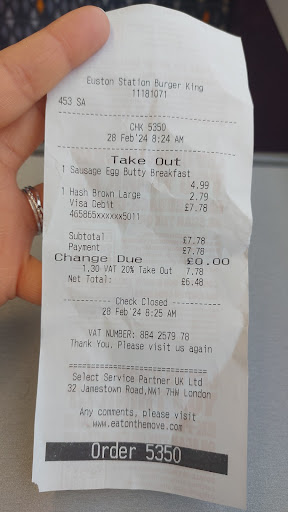 Euston Station Burger King
11181071
453 SA
CHK 5350
28 Feb'24 8:24 AM
Take Out
1 Sausage Egg Butty Breakfast
4.99
1 Hash Brown Large 2.79
Visa Debit £7.78
465865xxxxxx5011
Subtotal £7.78
Payment £7.78
Change Due £0.00
1.30 VAT 20% Take Out 7.78
Net Total: £6.48
Check Closed
28 Feb'24 8:25 AM
VAT NUMBER: 884 2579 78
Thank You. Please visit us again
Select Service Partner UK Ltd
32 Jamestown Road,NW1 7HW London
Any comments, please visit
www.eatonthemove.com
Order 5350